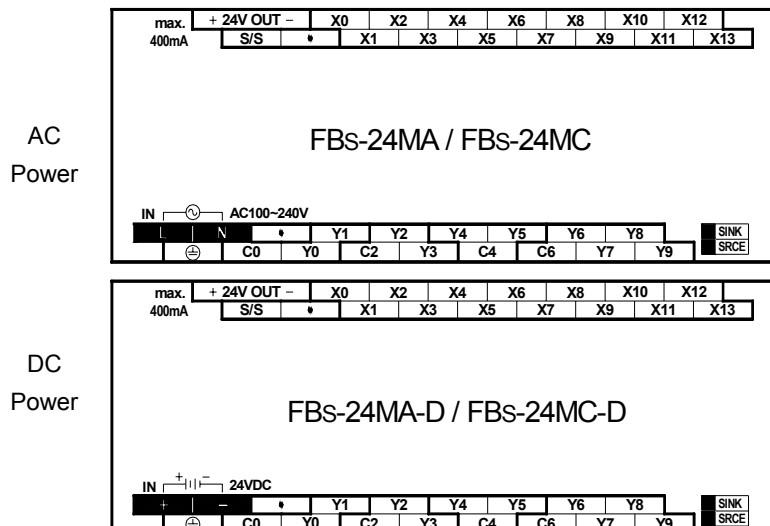 max. + 24V OUT – X0 X2 X4 X6 X8 X10 X12
400mA S/S X1 X3 X5 X7 X9 X11 X13
AC
Power
FBs-24MA / FBs-24MC
IN AC100~240V
L N Y1 Y2 Y4 Y5 Y6 Y8 SINK
C0 Y0 C2 Y3 C4 C6 Y7 Y9 SRCE
max. + 24V OUT – X0 X2 X4 X6 X8 X10 X12
400mA S/S X1 X3 X5 X7 X9 X11 X13
DC
Power
FBs-24MA-D / FBs-24MC-D
IN + – 24VDC
+ – Y1 Y2 Y4 Y5 Y6 Y8 SINK
C0 Y0 C2 Y3 C4 C6 Y7 Y9 SRCE